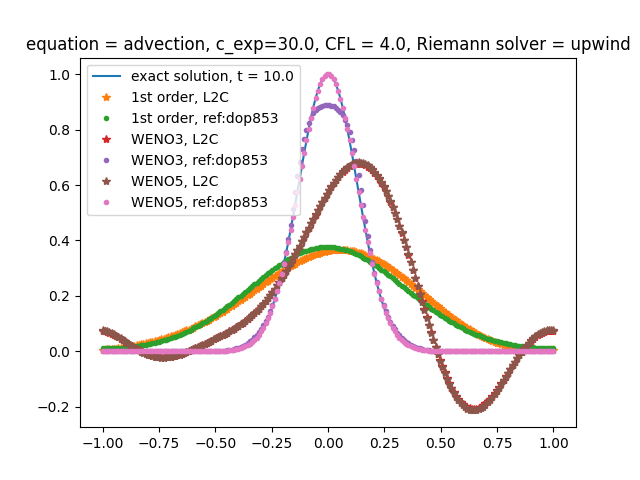 equation = advection, c_exp=30.0, CFL = 4.0, Riemann solver = upwind
1.0
0.8
0.6
0.4
0.2
0.0
−0.2
exact solution, t = 10.0
1st order, L2C
1st order, ref:dop853
WENO3, L2C
WENO3, ref:dop853
WENO5, L2C
WENO5, ref:dop853
−1.00 −0.75 −0.50 −0.25 0.00 0.25 0.50 0.75 1.00